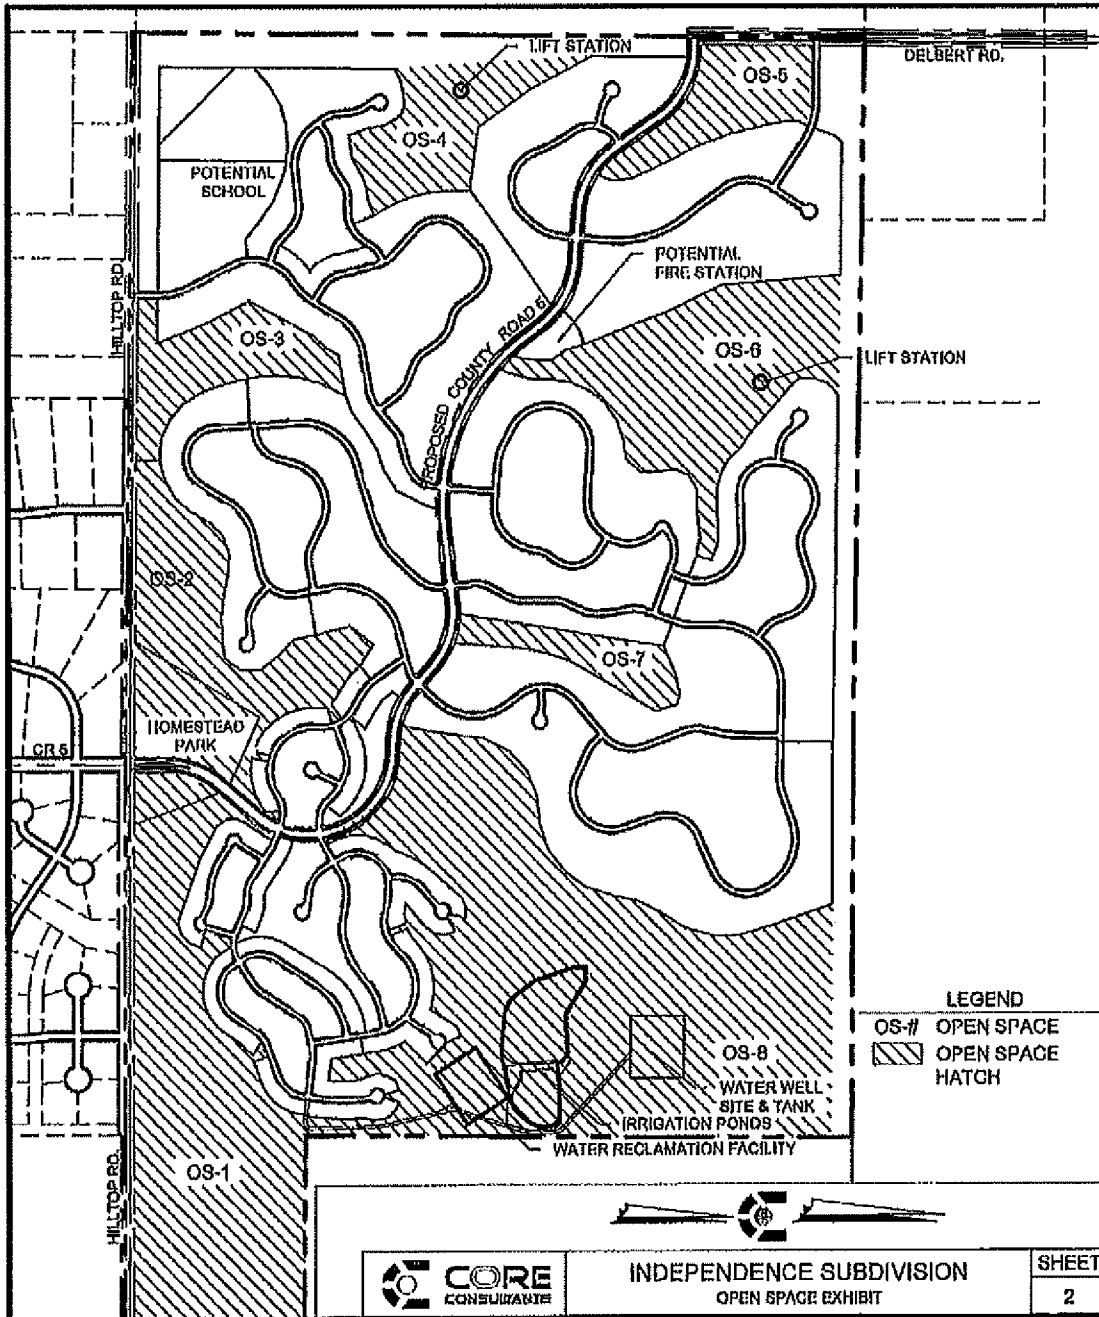 LIFT STATION
DELBERT RD.
OS-5
OS-4
POTENTIAL
SCHOOL
POTENTIAL
FIRE STATION
HILLTOP RD.
OS-3
PROPOSED COUNTY ROAD 5
OS-6
LIFT STATION
OS-2
OS-7
HOMESTEAD
PARK
CR 5
LEGEND
OS-# OPEN SPACE
OPEN SPACE
HATCH
OS-8
WATER WELL
SITE & TANK
IRRIGATION PONDS
WATER RECLAMATION FACILITY
OS-1
HILLTOP RD.
CORE
CONSULTANTS
INDEPENDENCE SUBDIVISION
OPEN SPACE EXHIBIT
SHEET
2